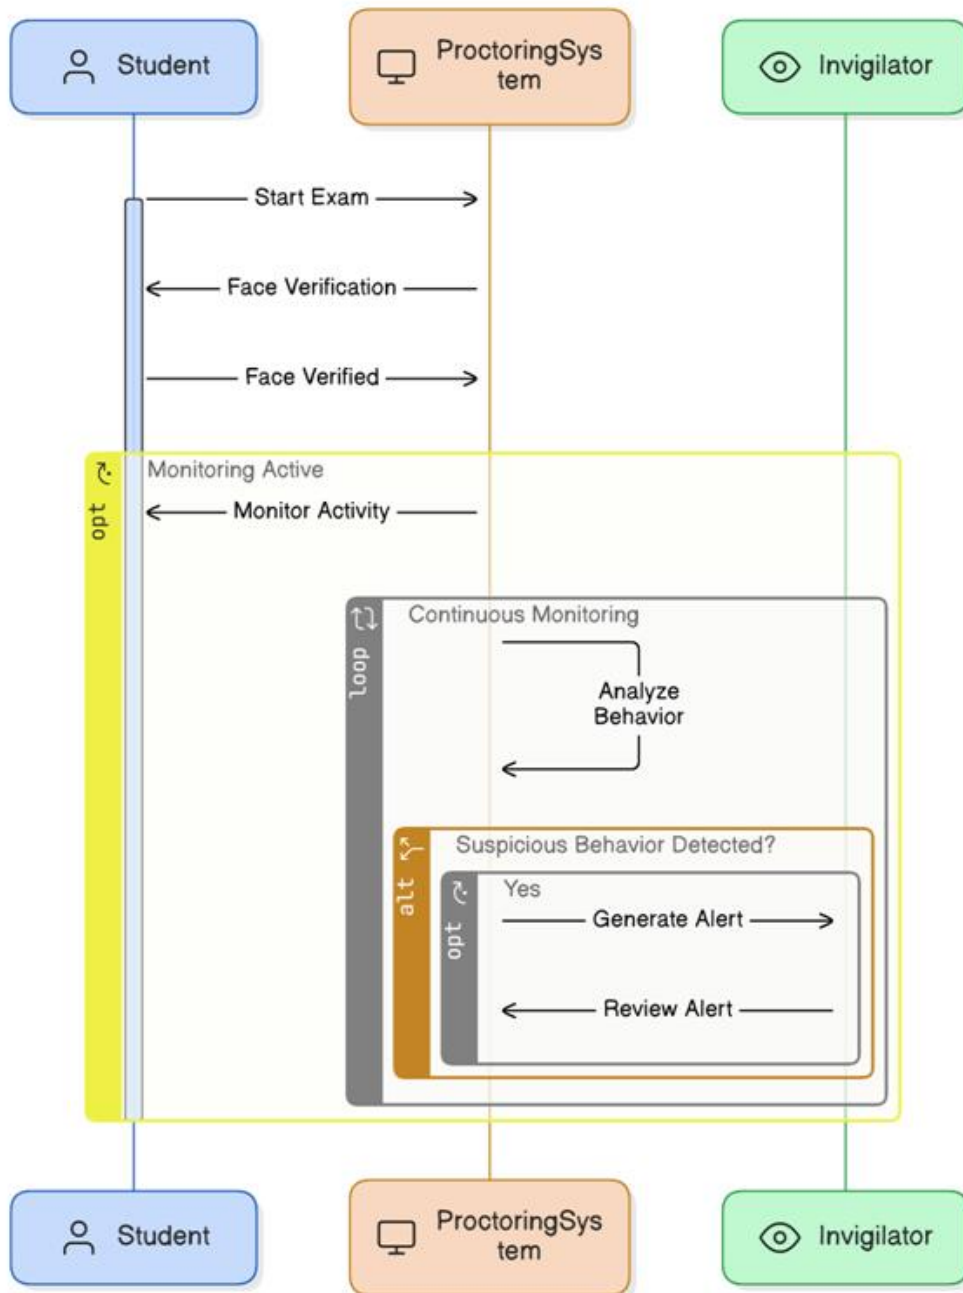 Student
ProctoringSys
tem
Invigilator
Start Exam
Face Verification
Face Verified
opt
Monitoring Active
Monitor Activity
loop
Continuous Monitoring
Analyze
Behavior
alt
Suspicious Behavior Detected?
opt
Yes
Generate Alert
Review Alert
Student
ProctoringSys
tem
Invigilator